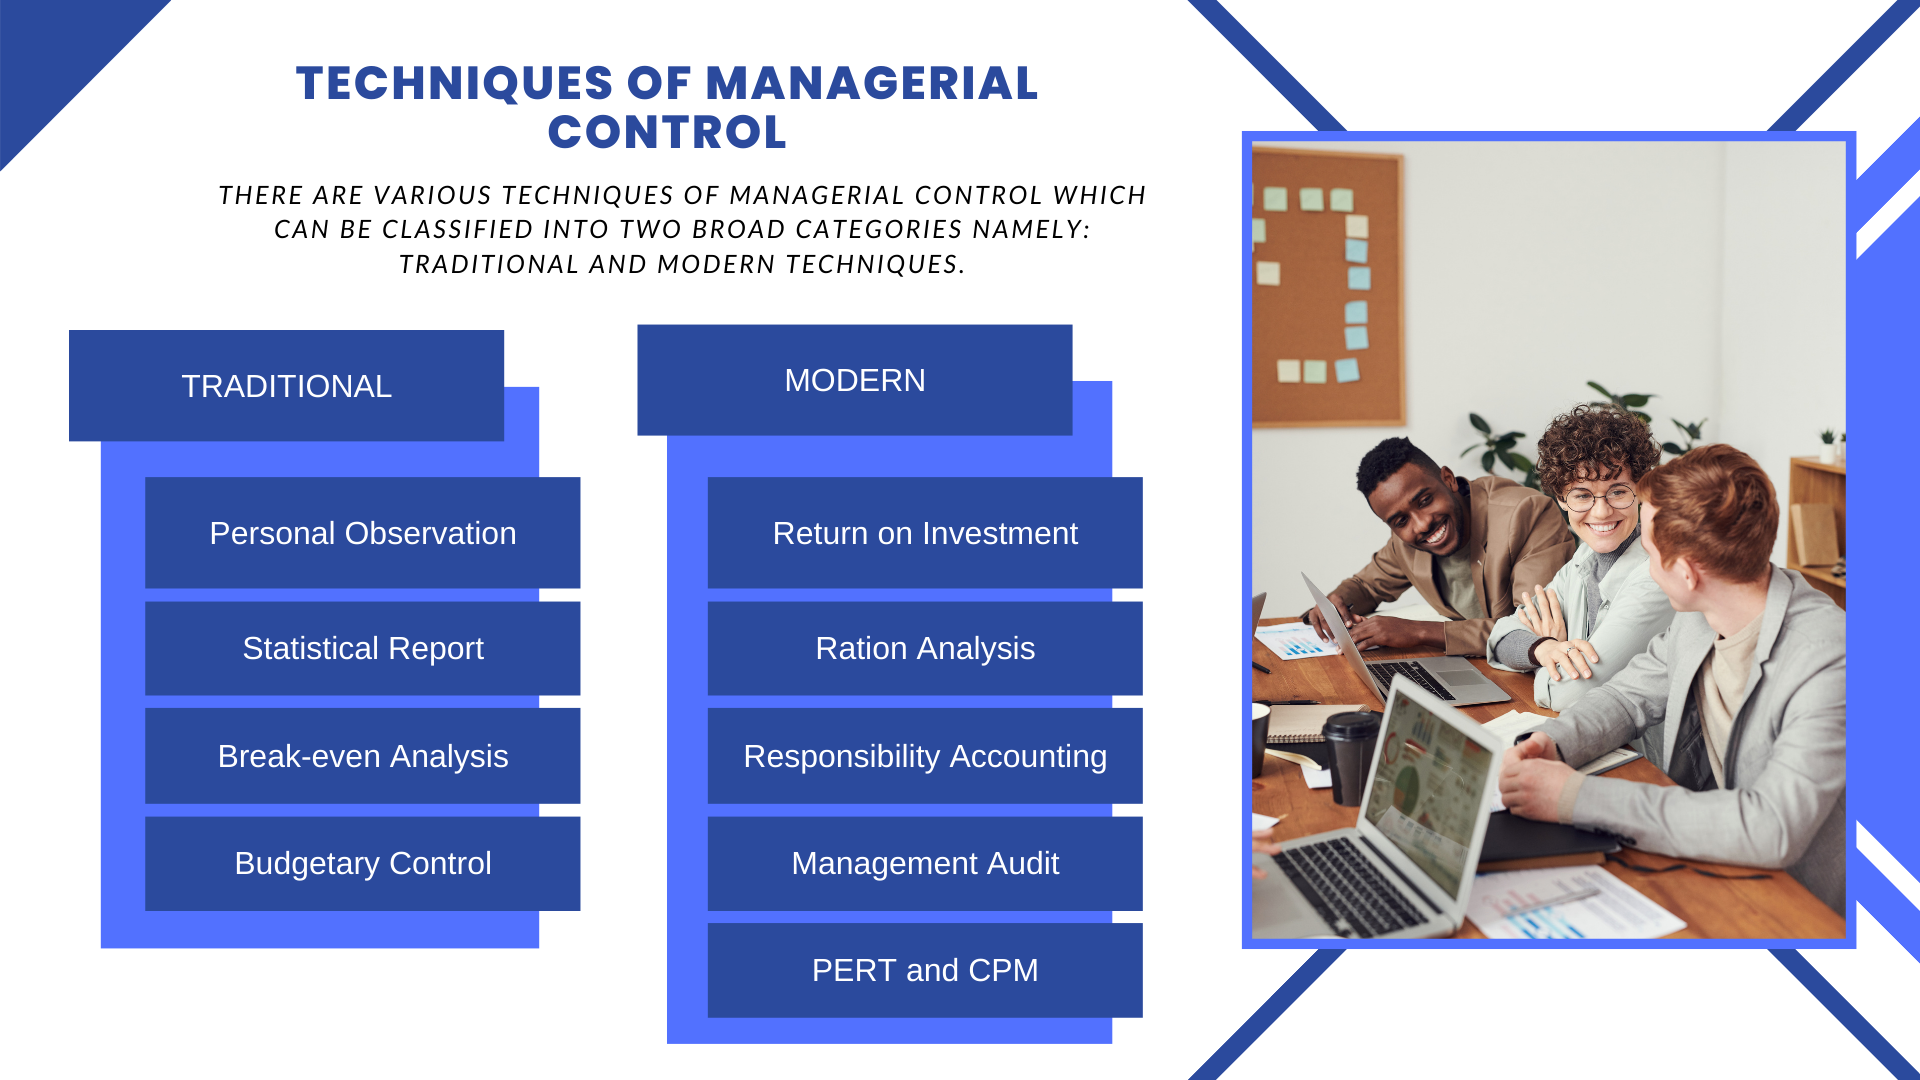 TECHNIQUES OF MANAGERIAL
CONTROL
THERE ARE VARIOUS TECHNIQUES OF MANAGERIAL CONTROL WHICH
CAN BE CLASSIFIED INTO TWO BROAD CATEGORIES NAMELY:
TRADITIONAL AND MODERN TECHNIQUES.
TRADITIONAL
Personal Observation
Statistical Report
Break-even Analysis
Budgetary Control
MODERN
Return on Investment
Ration Analysis
Responsibility Accounting
Management Audit
PERT and CPM